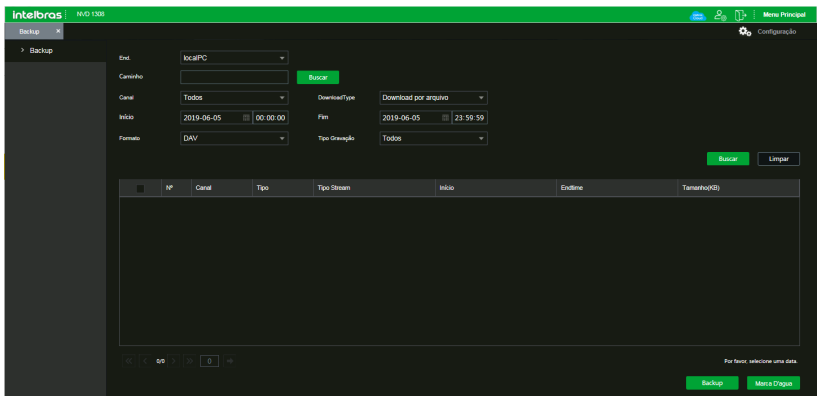 intelbras NVD 1308 Menu Principal
Backup × Configuração
> Backup
End. localPC
Caminho Buscar
Canal Todos DownloadType Download por arquivo
Início 2019-06-05 00:00:00 Fim 2019-06-05 23:59:59
Formato DAV Tipo Gravação Todos
Buscar Limpar
Nº Canal Tipo Tipo Stream Início Endtime Tamanho(KB)
0/0 0 Por favor, selecione uma data.
Backup Marca D'agua